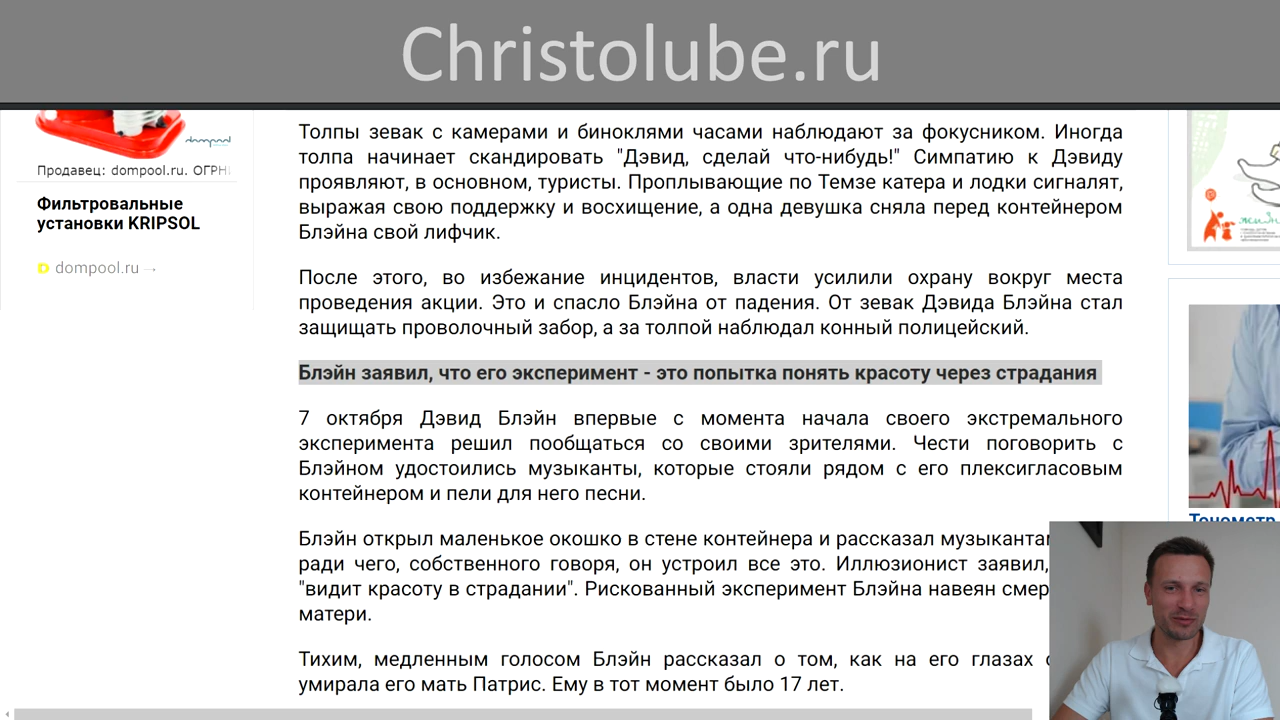 Christolube.ru
dompool
Продавец: dompool.ru. ОГРН
Фильтровальные
установки KRIPSOL
dompool.ru →
Толпы зевак с камерами и биноклями часами наблюдают за фокусником. Иногда
толпа начинает скандировать "Дэвид, сделай что-нибудь!" Симпатию к Дэвиду
проявляют, в основном, туристы. Проплывающие по Темзе катера и лодки сигналят,
выражая свою поддержку и восхищение, а одна девушка сняла перед контейнером
Блэйна свой лифчик.
После этого, во избежание инцидентов, власти усилили охрану вокруг места
проведения акции. Это и спасло Блэйна от падения. От зевак Дэвида Блэйна стал
защищать проволочный забор, а за толпой наблюдал конный полицейский.
Блэйн заявил, что его эксперимент - это попытка понять красоту через страдания
7 октября Дэвид Блэйн впервые с момента начала своего экстремального
эксперимента решил пообщаться со своими зрителями. Чести поговорить с
Блэйном удостоились музыканты, которые стояли рядом с его плексигласовым
контейнером и пели для него песни.
Блэйн открыл маленькое окошко в стене контейнера и рассказал
ради чего, собственного говоря, он устроил все это. Иллюзионист заявил,
"видит красоту в страдании". Рискованный эксперимент Блэйна навеян
матери.
Тихим, медленным голосом Блэйн рассказал о том, как на его глазах
умирала его мать Патрис. Ему в тот момент было 17 лет.
Тонометр